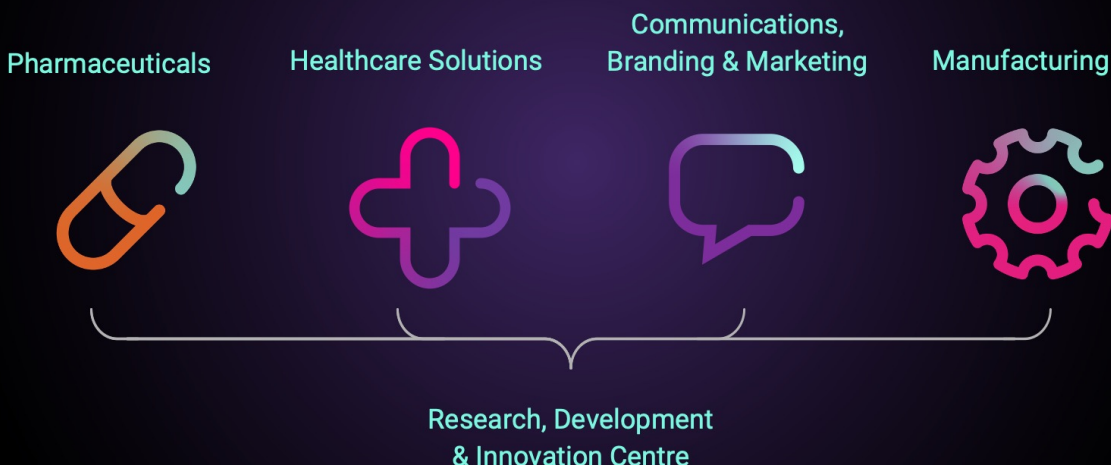 Pharmaceuticals
Healthcare Solutions
Communications,
Branding & Marketing
Manufacturing
Research, Development
& Innovation Centre